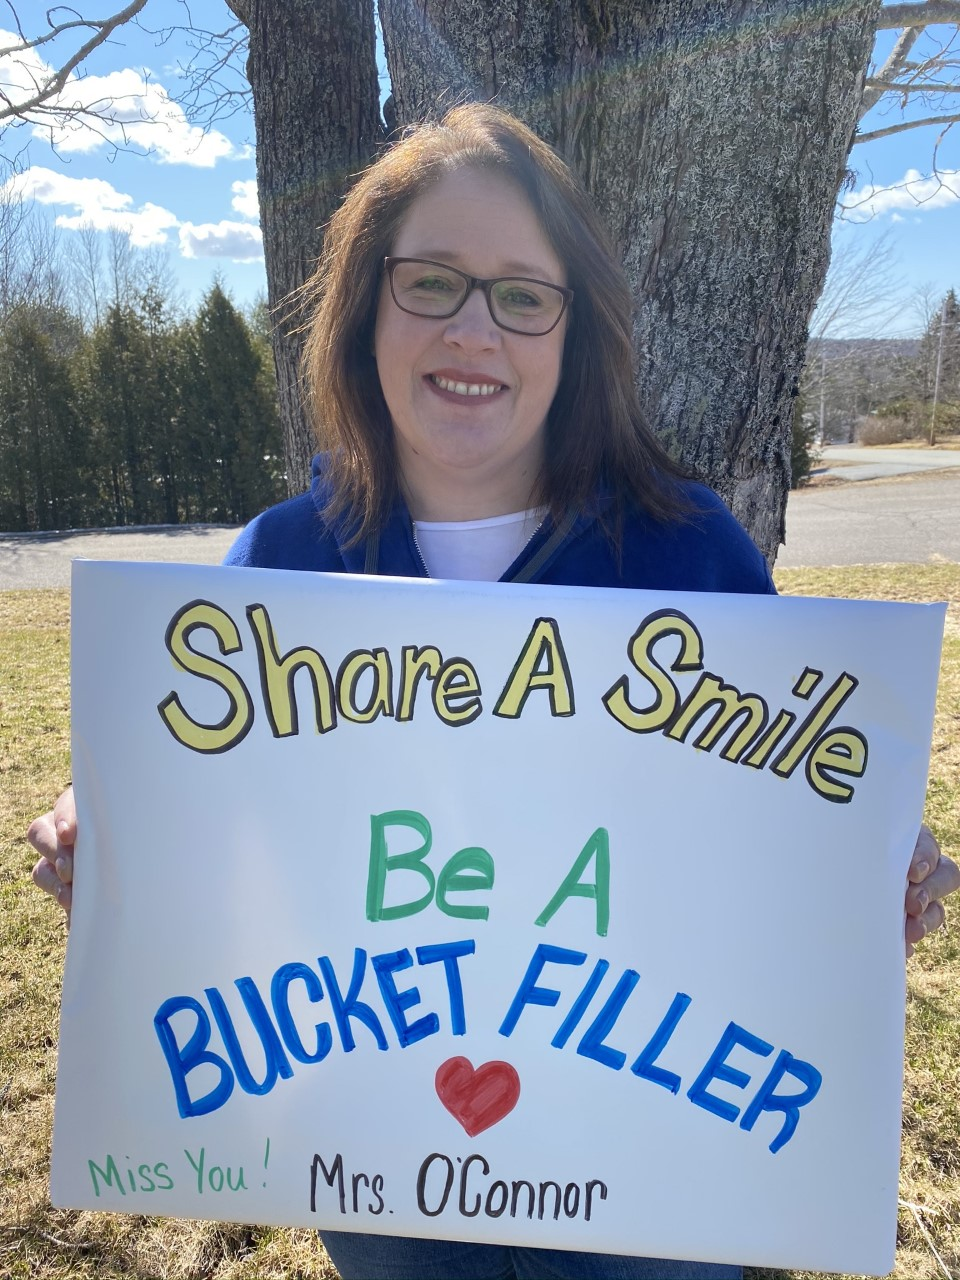 Share A Smile
Be A
BUCKET FILLER
Miss You! Mrs. O'Connor